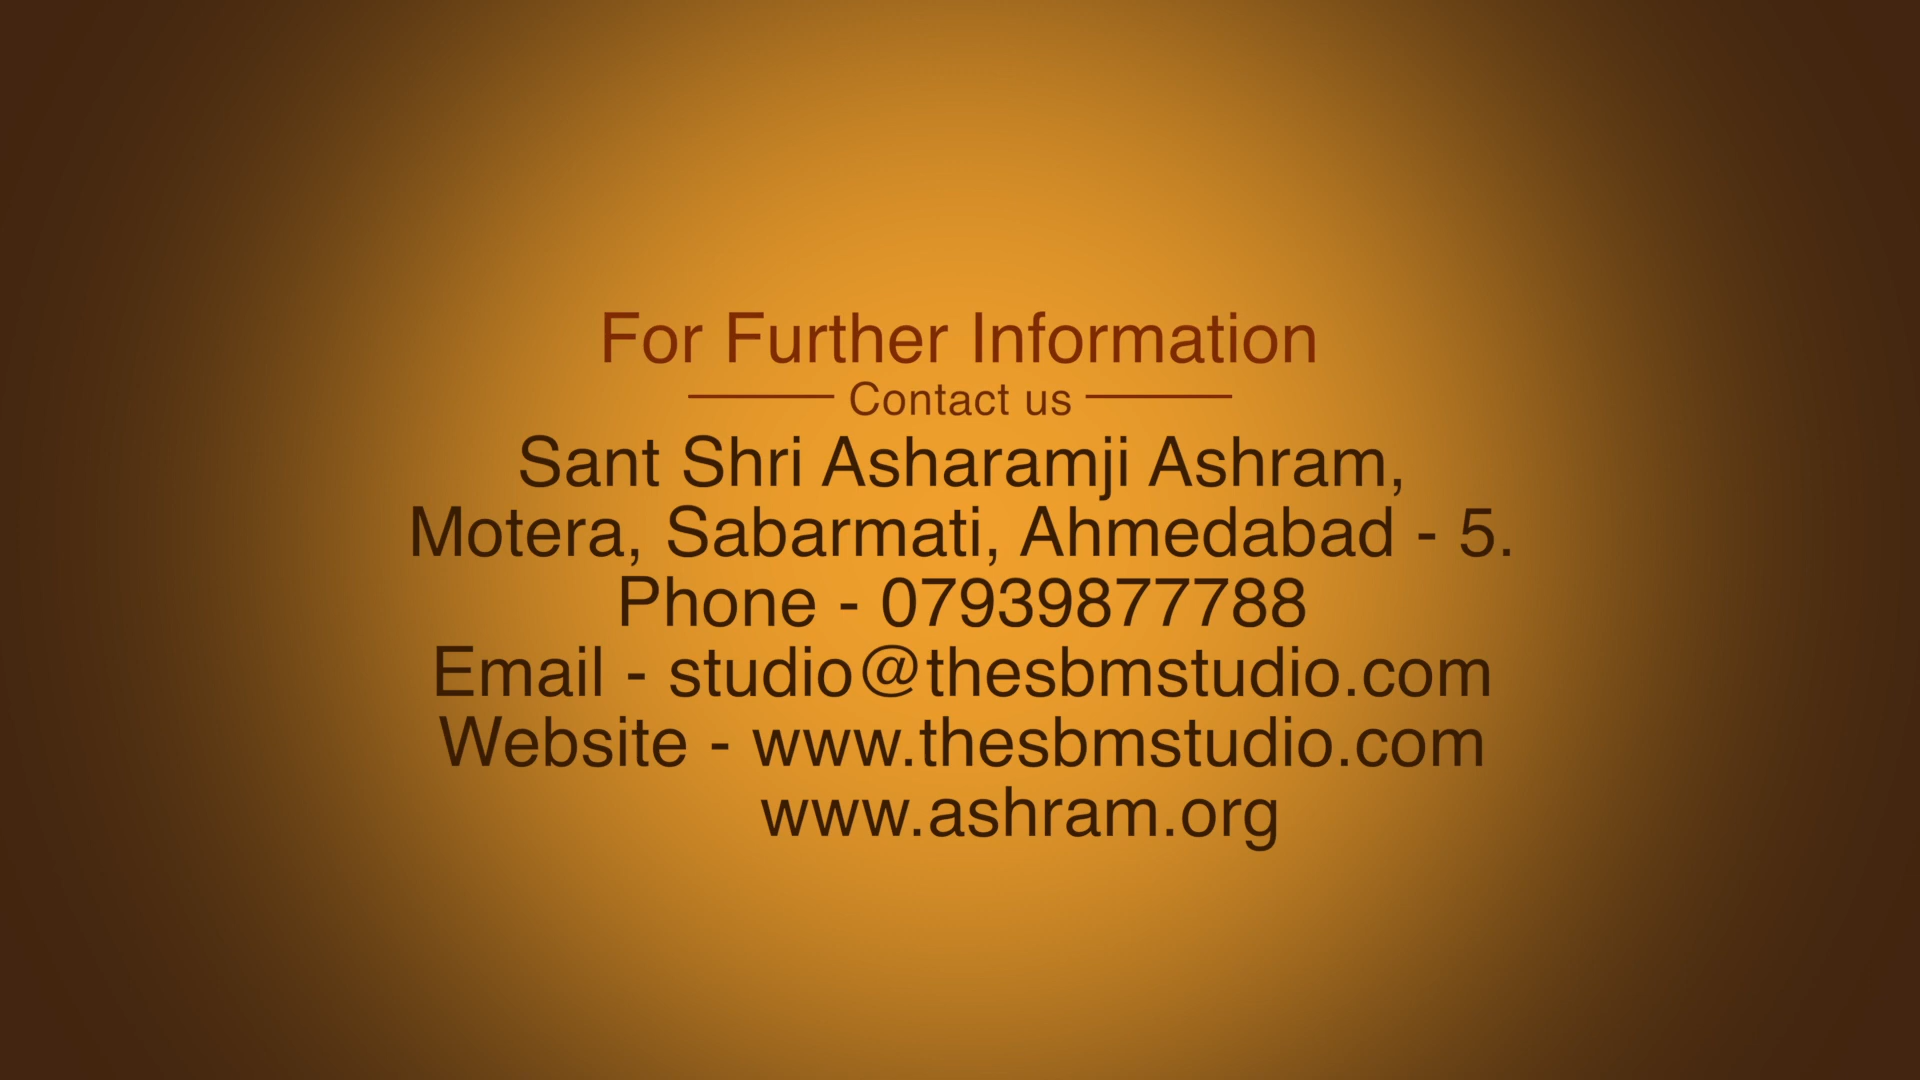 For Further Information
Contact us
Sant Shri Asharamji Ashram,
Motera, Sabarmati, Ahmedabad - 5.
Phone - 07939877788
Email - studio@thesbmstudio.com
Website - www.thesbmstudio.com
www.ashram.org